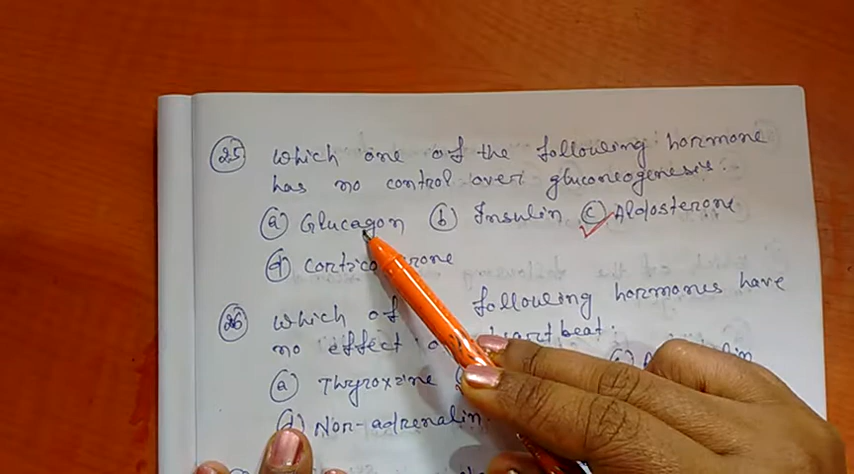 25 Which one of the following hormone
has no control over gluconeogenesis.
a Glucagon b Insulin c Aldosterone
d
26 Which of following hormones have
no effect
a Thyroxine
d Non-adrenalin.